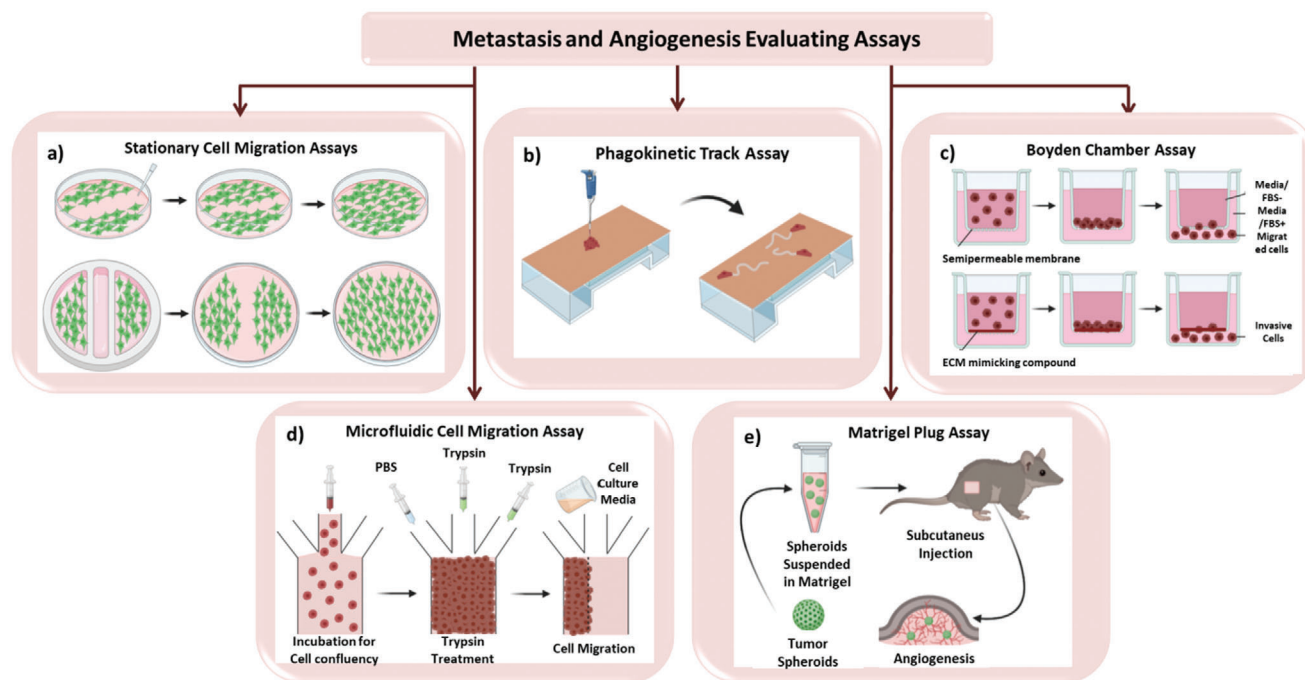 Metastasis and Angiogenesis Evaluating Assays
a)
Stationary Cell Migration Assays
b)
Phagokinetic Track Assay
c)
Boyden Chamber Assay
Media/
FBS-
Media
/FBS+
Migrat
ed cells
Semipermeable membrane
Invasive
Cells
ECM mimicking compound
d)
Microfluidic Cell Migration Assay
PBS
Trypsin
Trypsin
Cell
Culture
Media
Incubation for
Cell confluency
Trypsin
Treatment
Cell Migration
e)
Matrigel Plug Assay
Spheroids
Suspended
in Matrigel
Subcutaneus
Injection
Tumor
Spheroids
Angiogenesis